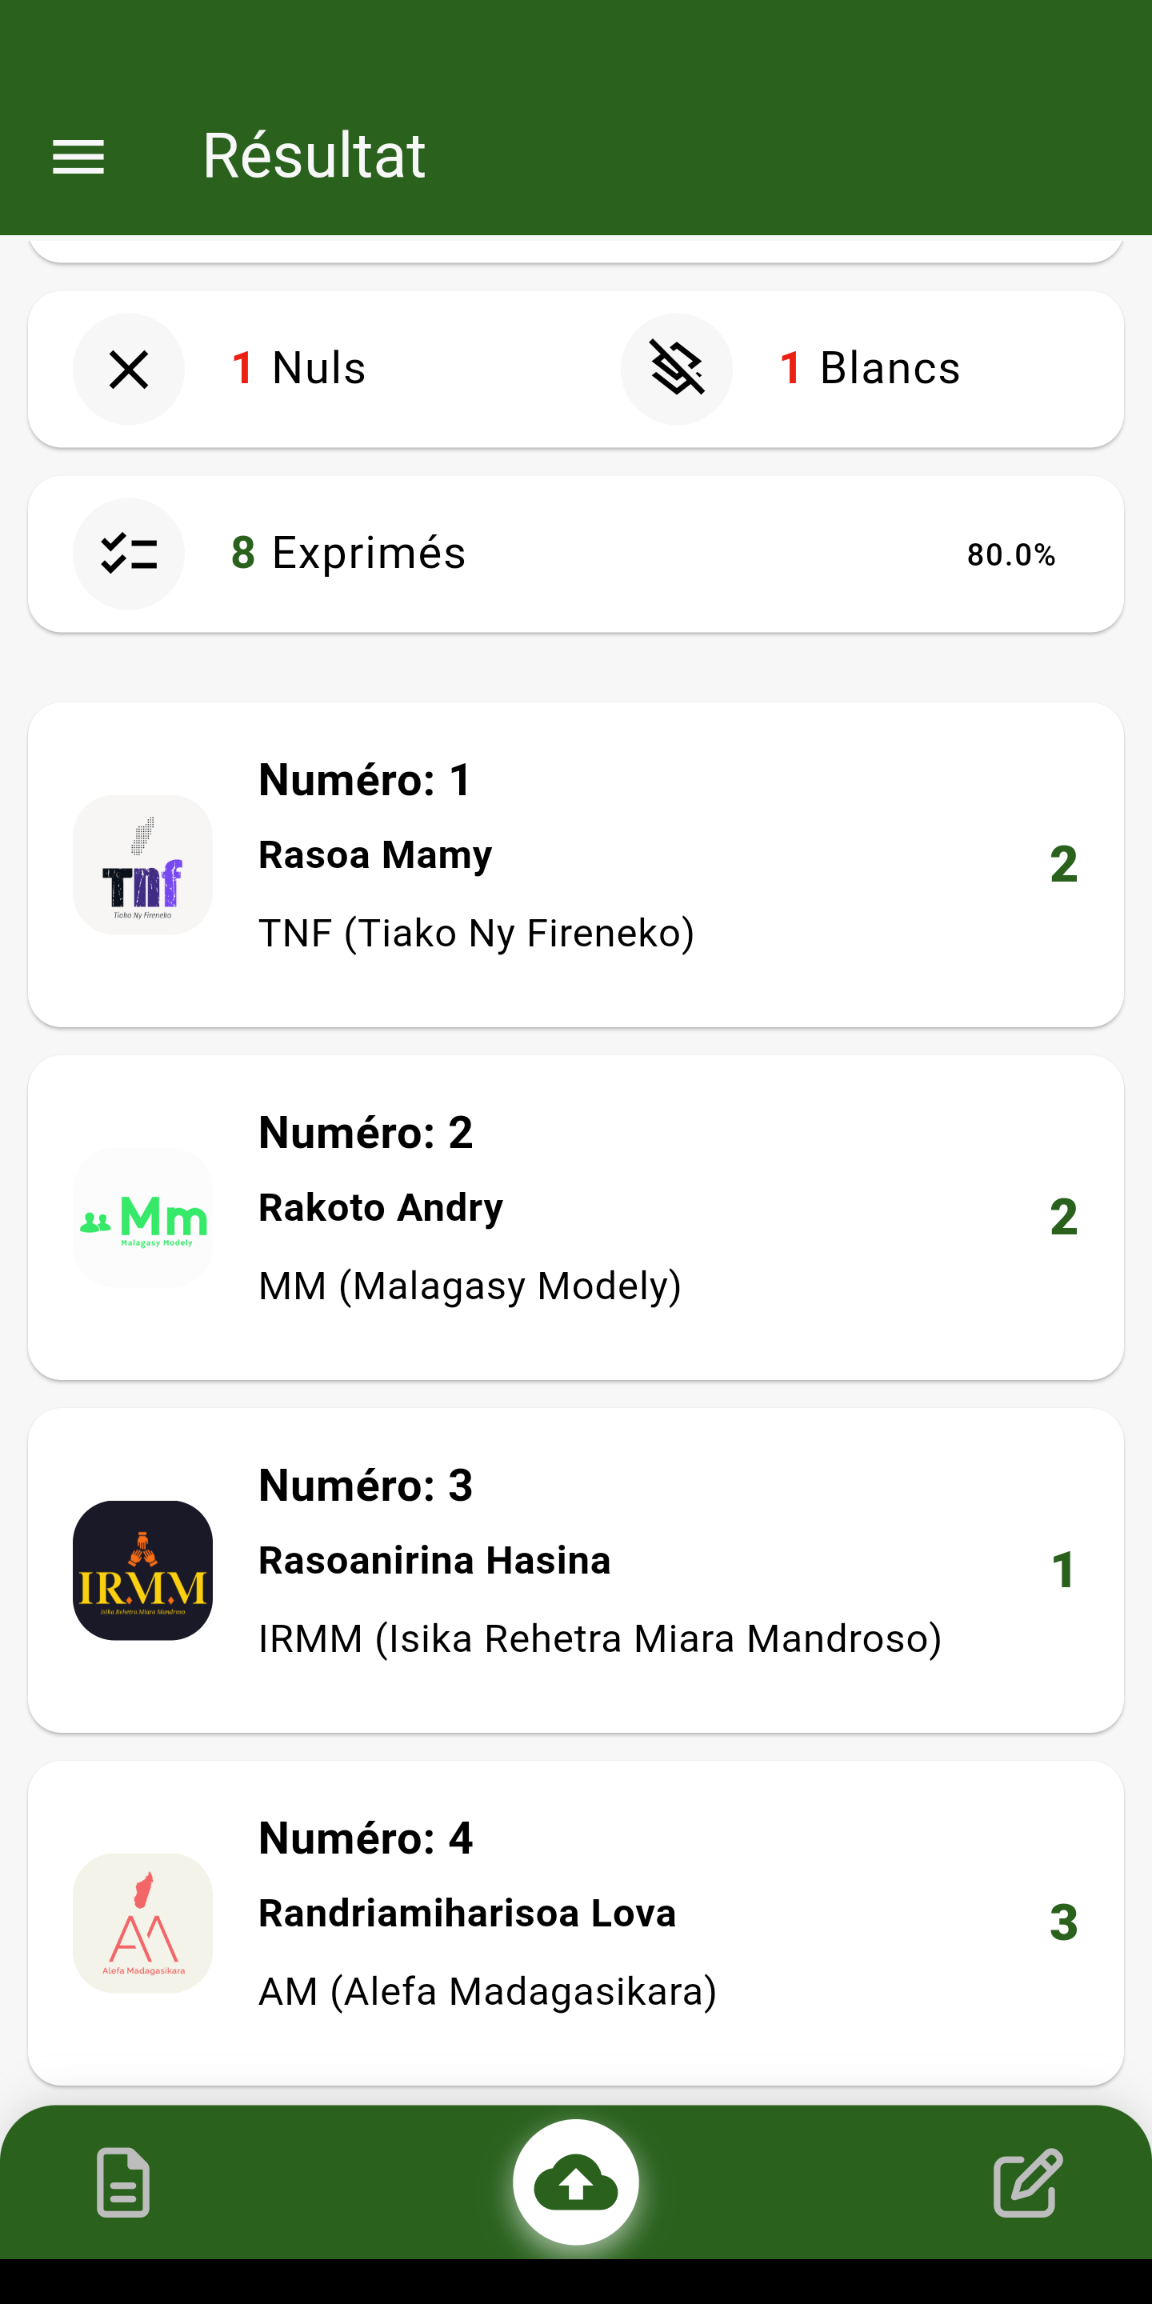 Résultat
1 Nuls
1 Blancs
8 Exprimés
80.0%
Numéro: 1
Rasoa Mamy
TNF (Tiako Ny Fireneko)
2
Tnf
Tiako Ny Fireneko
Numéro: 2
Rakoto Andry
MM (Malagasy Modely)
2
Mm
Malagasy Modely
Numéro: 3
Rasoanirina Hasina
IRMM (Isika Rehetra Miara Mandroso)
1
IRMM
Isika Rehetra Miara Mandroso
Numéro: 4
Randriamiharisoa Lova
AM (Alefa Madagasikara)
3
AM
Alefa Madagasikara